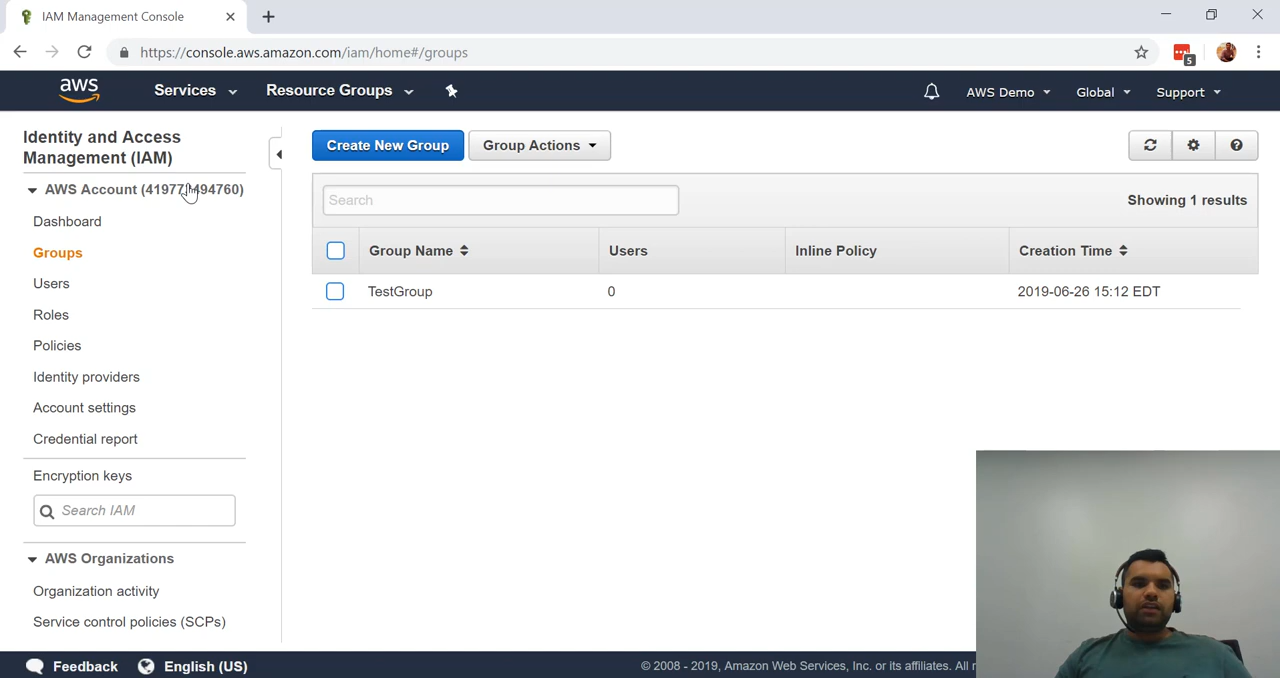 IAM Management Console
https://console.aws.amazon.com/iam/home#/groups
5
aws
Services
Resource Groups
AWS Demo
Global
Support
Identity and Access
Management (IAM)
AWS Account
Dashboard
Groups
Users
Roles
Policies
Identity providers
Account settings
Credential report
Encryption keys
Search IAM
AWS Organizations
Organization activity
Service control policies (SCPs)
Create New Group
Group Actions
Search
Showing 1 results
Group Name
Users
Inline Policy
Creation Time
TestGroup
0
2019-06-26 15:12 EDT
Feedback
English (US)
© 2008 - 2019, Amazon Web Services, Inc. or its affiliates. All